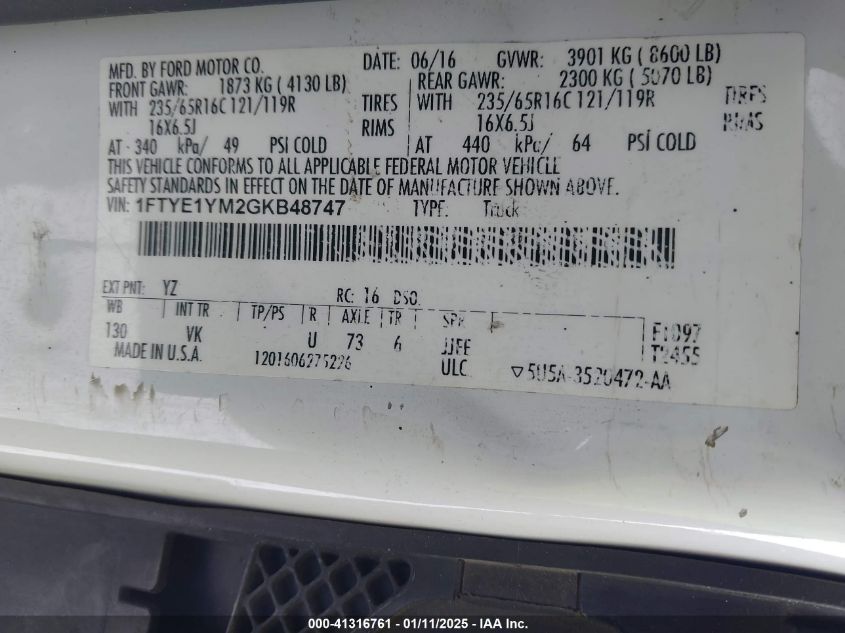 MFD. BY FORD MOTOR CO. DATE: 06/16 GVWR: 3901 KG ( 8600 LB)
FRONT GAWR: 1873 KG ( 4130 LB) REAR GAWR: 2300 KG ( 5070 LB)
WITH 235/65R16C 121/119R TIRES WITH 235/65R16C 121/119R TIRES
16X6.5J RIMS 16X6.5J RIMS
AT 340 kPa/ 49 PSI COLD AT 440 kPa/ 64 PSI COLD
THIS VEHICLE CONFORMS TO ALL APPLICABLE FEDERAL MOTOR VEHICLE
SAFETY STANDARDS IN EFFECT ON THE DATE OF MANUFACTURE SHOWN ABOVE.
VIN: 1FTYE1YM2GKB48747 TYPE: Truck
EXT PNT: YZ RC: 16 DSO:
WB INT TR TP/PS R AXLE TR SPR
130 VK U 73 6 JJFF
MADE IN U.S.A. 1201606275226 ULC
▽5U5A-3520472-AA
000-41316761 - 01/11/2025 - IAA Inc.